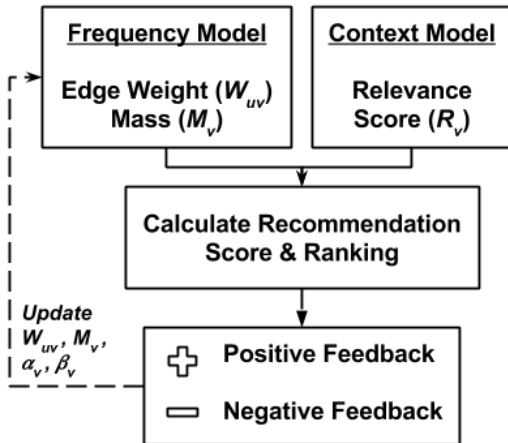 Frequency Model
Edge Weight (Wuv)
Mass (Mv)
Context Model
Relevance
Score (Rv)
Calculate Recommendation
Score & Ranking
Update
Wuv, Mv,
αv, βv
Positive Feedback
Negative Feedback